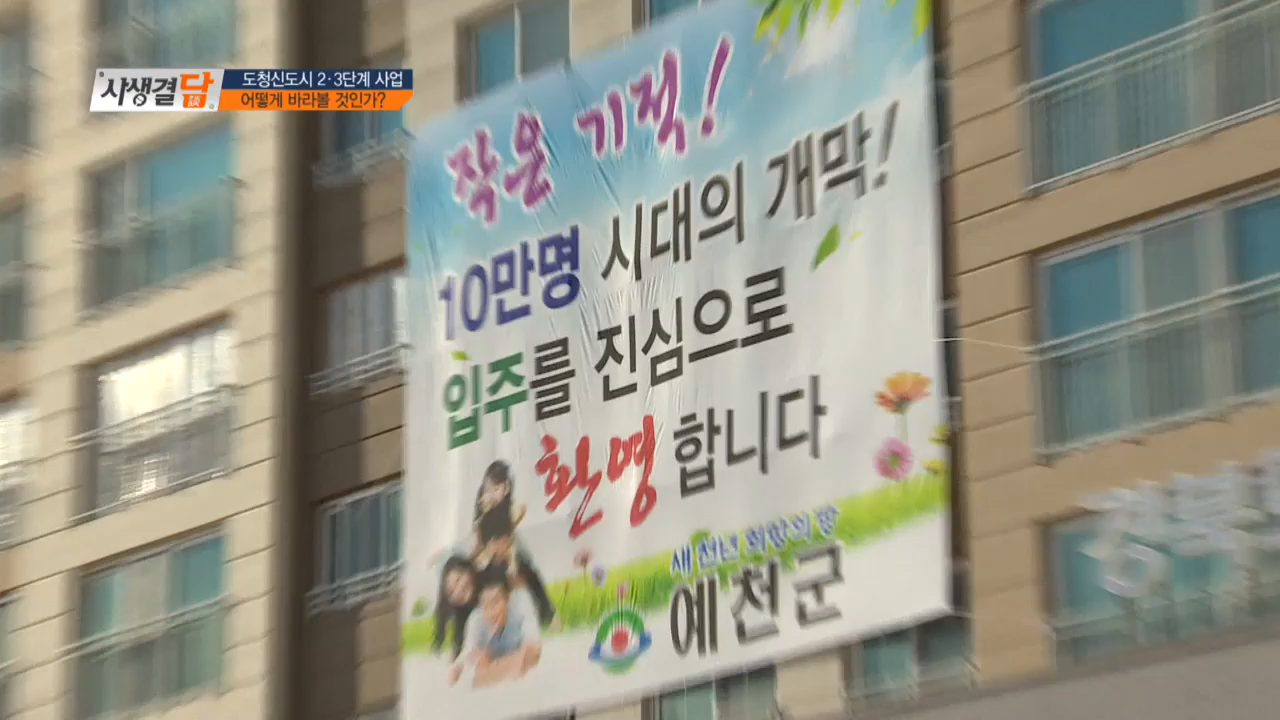 사생결담
도청신도시 2·3단계 사업
어떻게 바라볼 것인가?
작은 기적!
10만명 시대의 개막!
입주를 진심으로
환영합니다
새 천년 희망의 땅
예천군